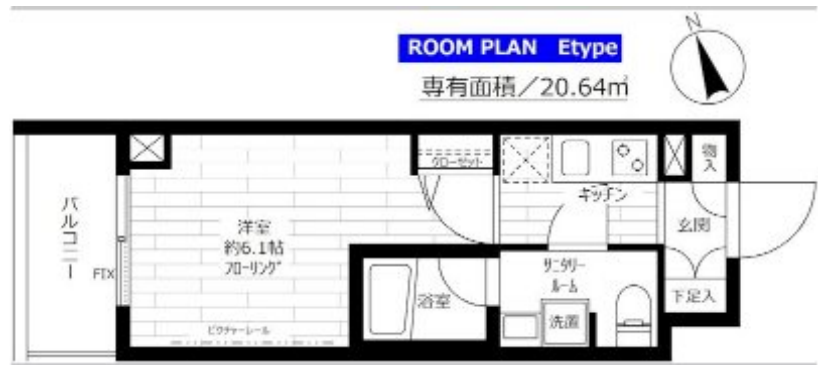 ROOM PLAN Etype
専有面積／20.64㎡
N
クローゼット
物入
キッチン
バルコニー
洋室
約6.1帖
フローリング
玄関
FIX
サニタリー
ルーム
浴室
洗置
下足入
ピクチャーレール